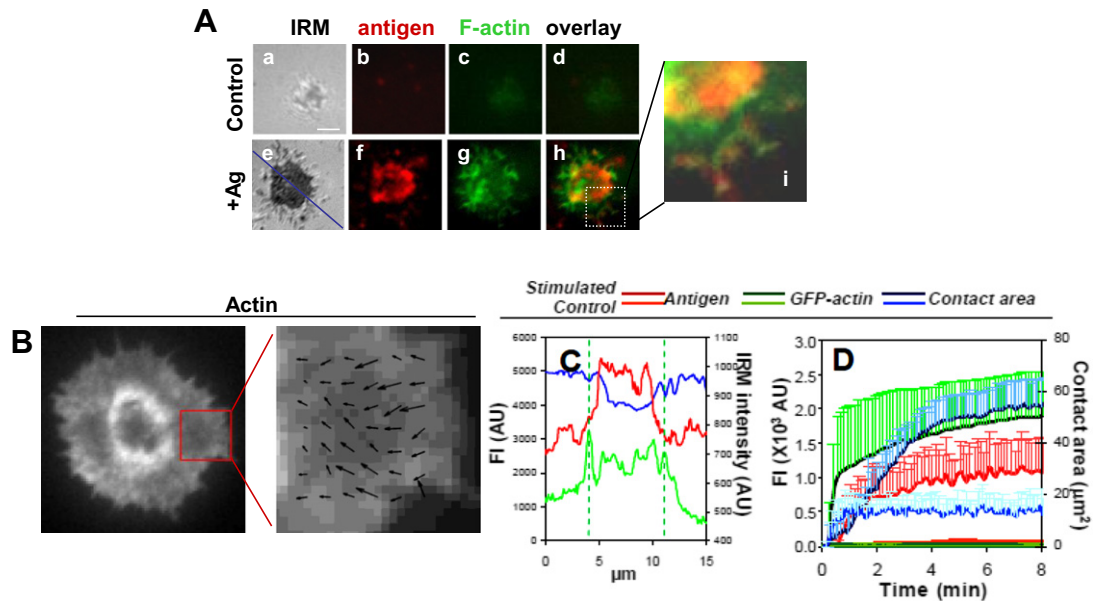 A
IRM antigen F-actin overlay
Control
a b c d
+Ag
e f g h
i
B
Actin
Stimulated
Control
Antigen GFP-actin Contact area
C
FI (AU)
6000
5000
4000
3000
2000
1000
0
0 5 10 15
µm
1100
1000
900
800
700
600
500
400
IRM intensity (AU)
D
FI (X10³ AU)
3.0
2.5
2.0
1.5
1.0
0.5
0.0
0 2 4 6 8
Time (min)
80
60
40
20
0
Contact area (µm²)